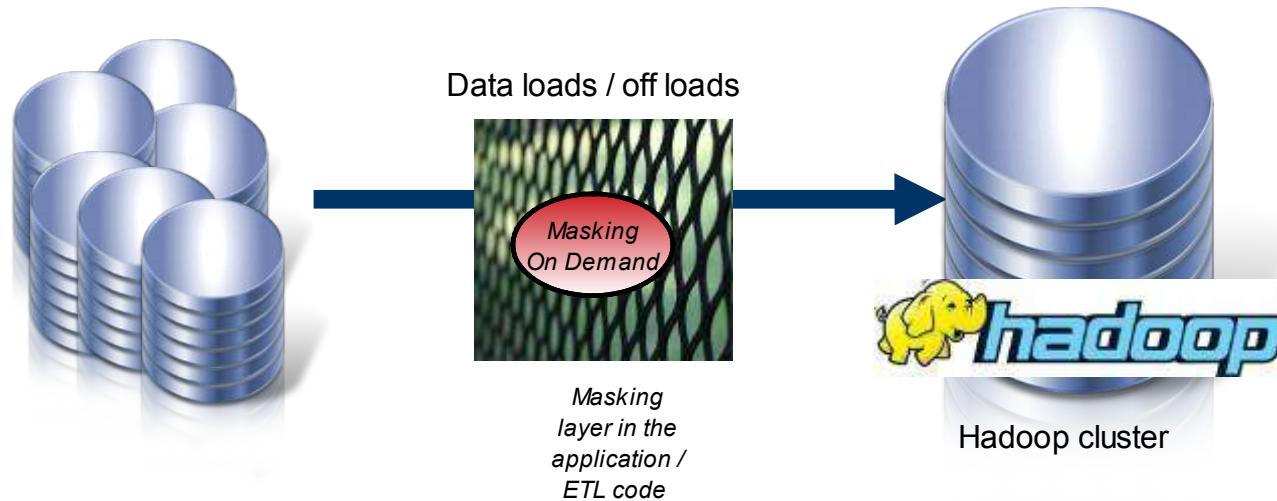 Data loads / off loads
Masking
On Demand
hadoop
Masking
layer in the
application /
ETL code
Hadoop cluster